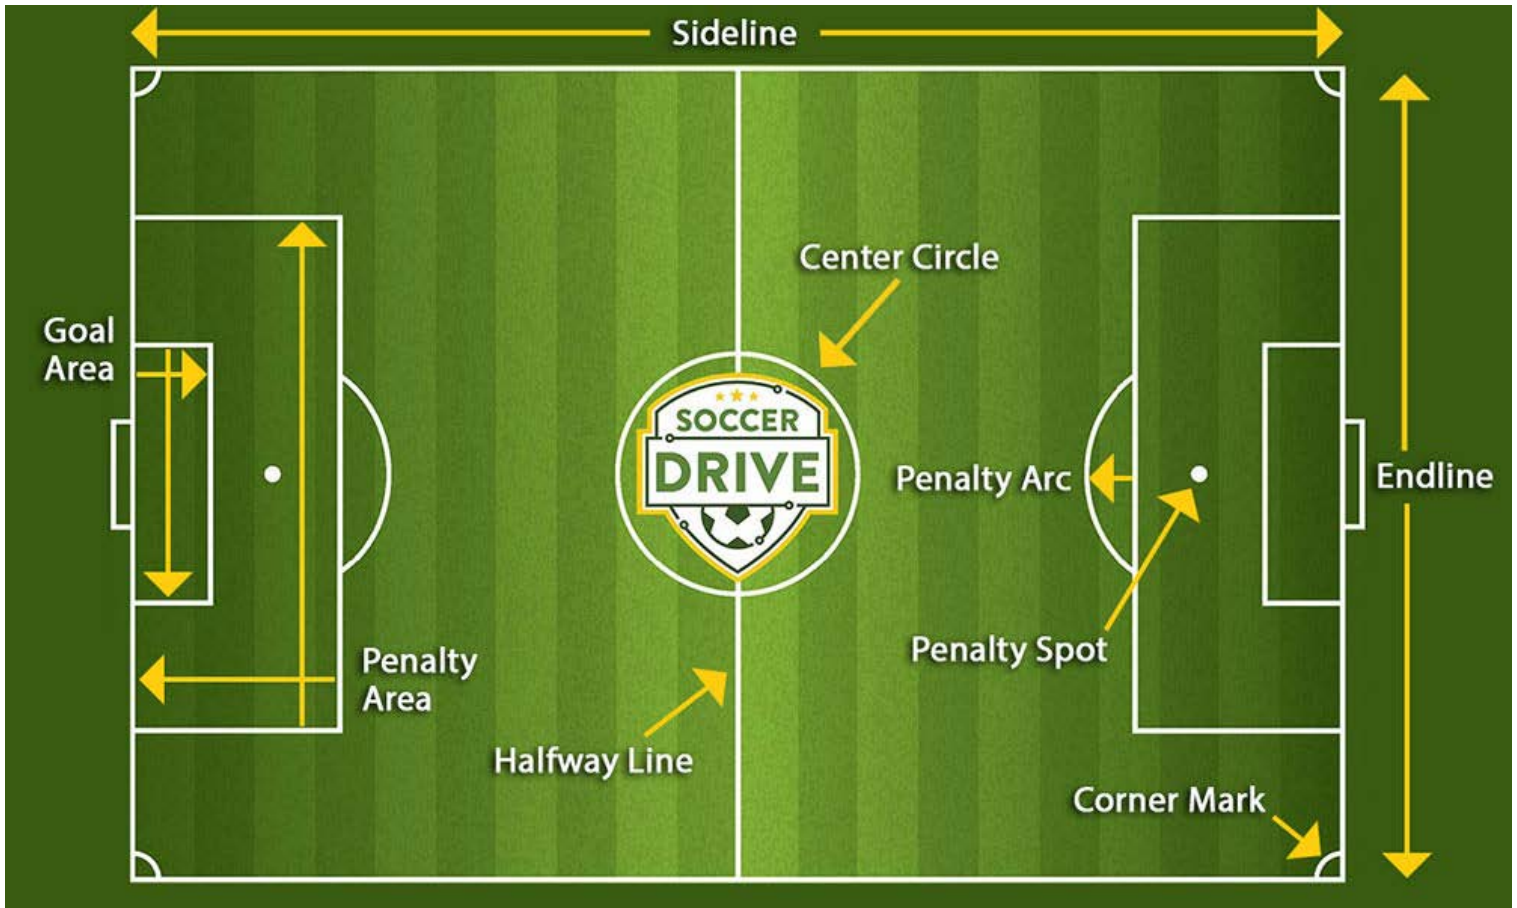 Sideline
Center Circle
Goal
Area
SOCCER
DRIVE
Penalty Arc
Endline
Penalty Spot
Penalty
Area
Halfway Line
Corner Mark